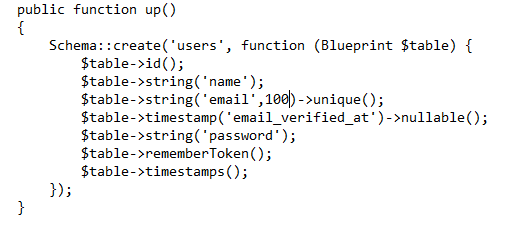 public function up()
{
    Schema::create('users', function (Blueprint $table) {
        $table->id();
        $table->string('name');
        $table->string('email',100)->unique();
        $table->timestamp('email_verified_at')->nullable();
        $table->string('password');
        $table->rememberToken();
        $table->timestamps();
    });
}